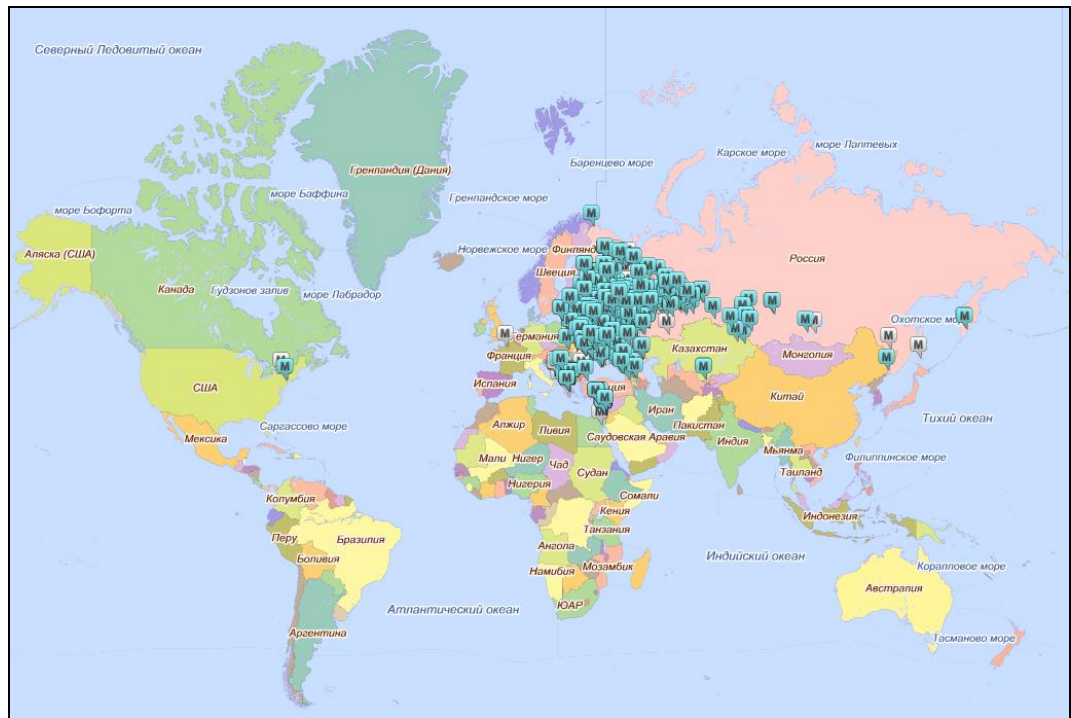 Северный Ледовитый океан
море Лаптевых
Карское море
Баренцево море
Гренландия (Дания)
море Баффина
Гренландское море
море Бофорта
Аляска (США)
Норвежское море
Россия
Швеция
Канада
Гудзонов залив
море Лабрадор
Казахстан
Монголия
Франция
США
Испания
Китай
Иран
Тихий океан
Саргассово море
Мексика
Алжир
Ливия
Пакистан
Саудовская Аравия
Индия
Мьянма
Филиппинское море
Мали
Нигер
Чад
Судан
Таиланд
Нигерия
Колумбия
Сомали
Кения
Индонезия
Перу
Бразилия
Танзания
Ангола
Индийский океан
Боливия
Намибия
Мозамбик
Коралловое море
Австралия
ЮАР
Атлантический океан
Аргентина
Тасманово море